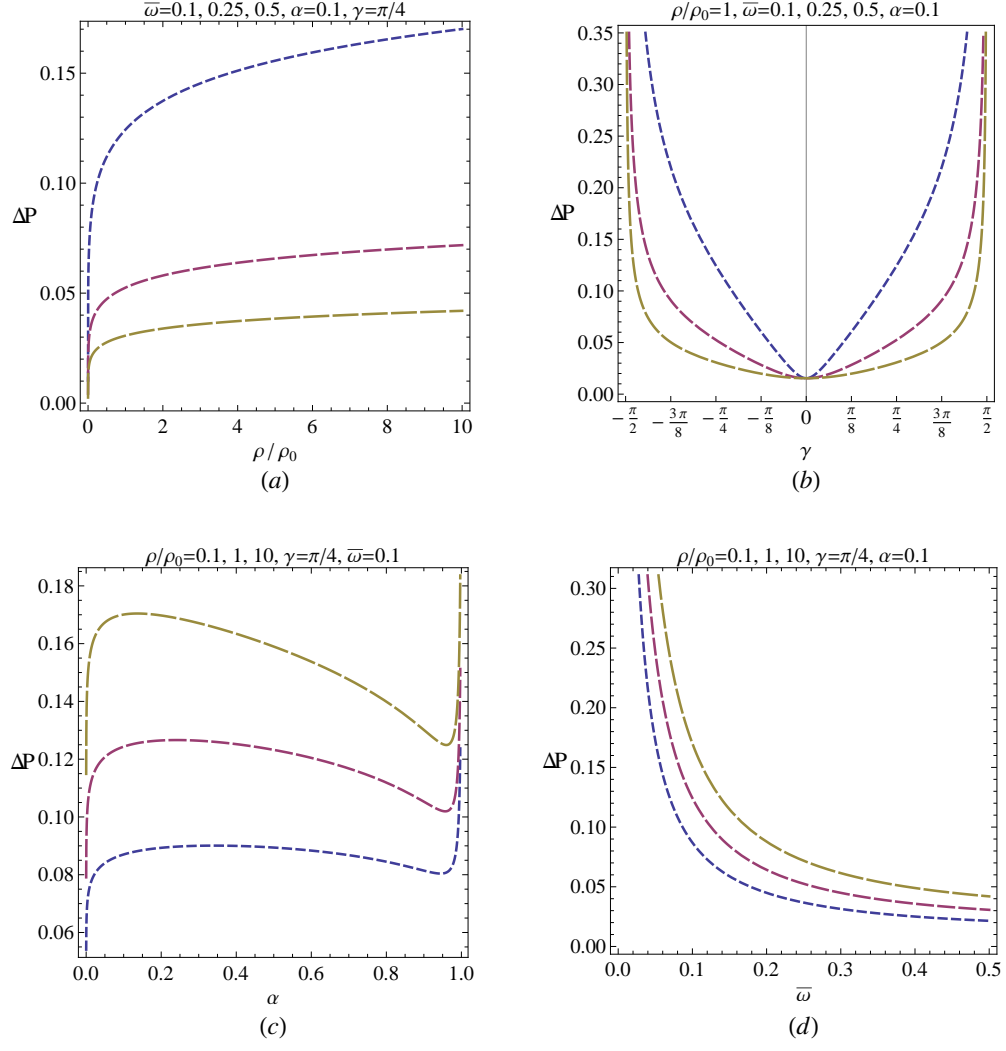 ω̅=0.1, 0.25, 0.5, α=0.1, γ=π/4
0.15
0.10
0.05
0.00
ΔP
0 2 4 6 8 10
ρ/ρ₀
(a)
ρ/ρ₀=1, ω̅=0.1, 0.25, 0.5, α=0.1
0.35
0.30
0.25
0.20
0.15
0.10
0.05
0.00
ΔP
-π/2 -3π/8 -π/4 -π/8 0 π/8 π/4 3π/8 π/2
γ
(b)
ρ/ρ₀=0.1, 1, 10, γ=π/4, ω̅=0.1
0.18
0.16
0.14
0.12
0.10
0.08
0.06
ΔP
0.0 0.2 0.4 0.6 0.8 1.0
α
(c)
ρ/ρ₀=0.1, 1, 10, γ=π/4, α=0.1
0.30
0.25
0.20
0.15
0.10
0.05
0.00
ΔP
0.0 0.1 0.2 0.3 0.4 0.5
ω̅
(d)